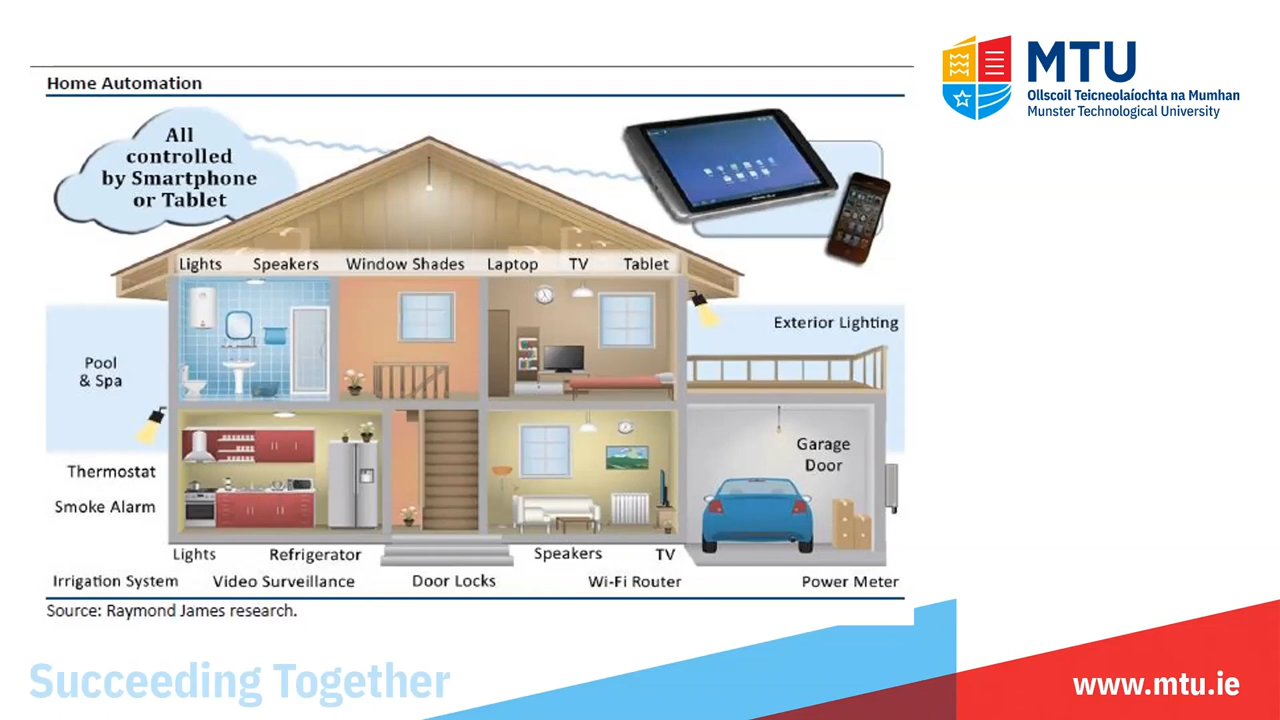 MTU
Ollscoil Teicneolaíochta na Mumhan
Munster Technological University
Home Automation
All
controlled
by Smartphone
or Tablet
Lights Speakers Window Shades Laptop TV Tablet
Exterior Lighting
Pool
& Spa
Garage
Door
Thermostat
Smoke Alarm
Lights Refrigerator Speakers TV
Irrigation System Video Surveillance Door Locks Wi-Fi Router Power Meter
Source: Raymond James research.
Succeeding Together
www.mtu.ie